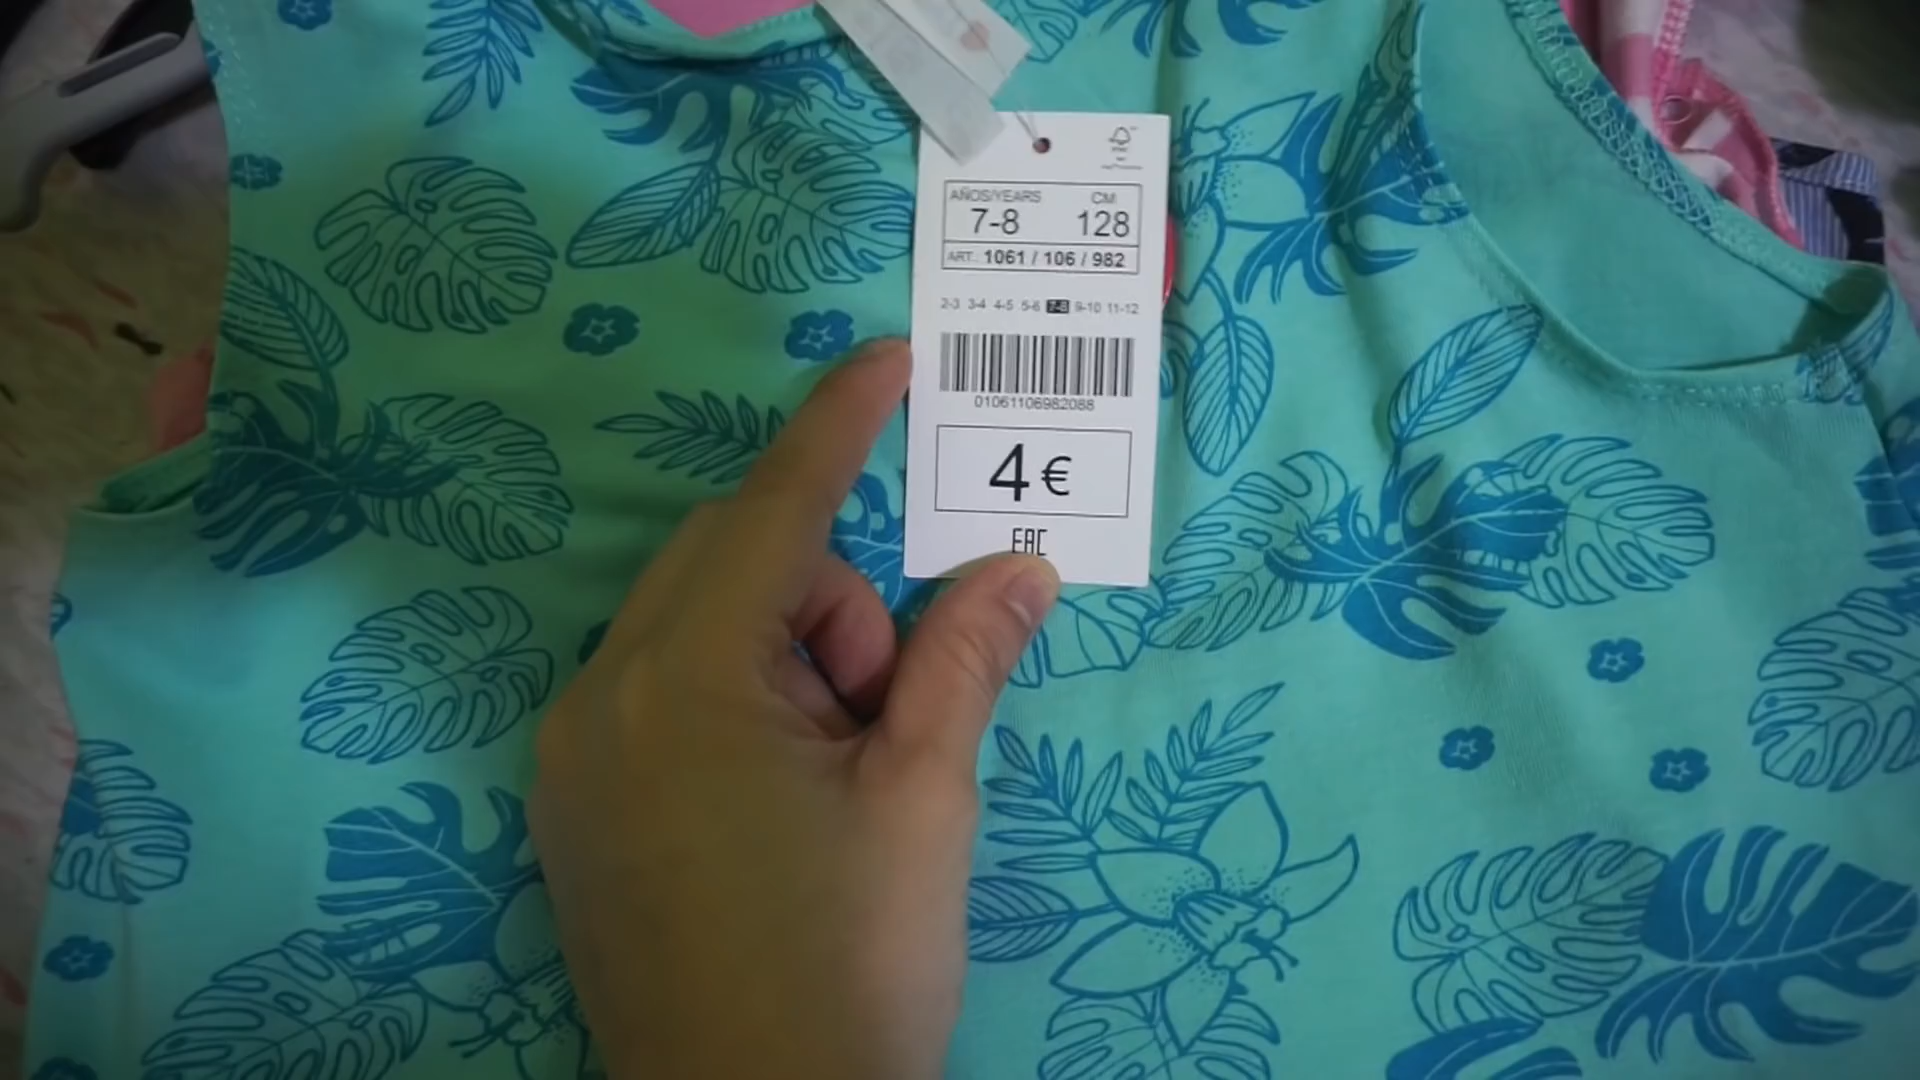 AÑOS/YEARS CM
7-8 128
ART.: 1061 / 106 / 982
2-3 3-4 4-5 5-6 7-8 9-10 11-12
01061106982088
4€
EAC